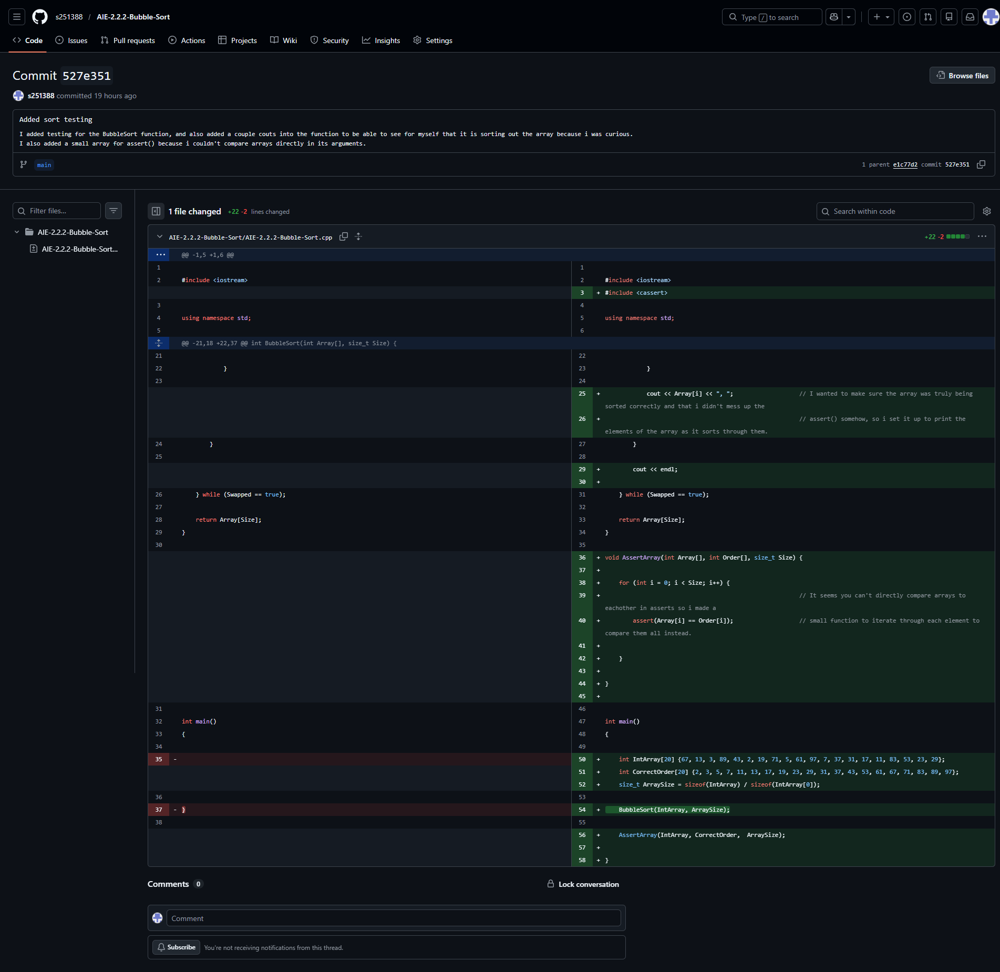 s251388 / AIE-2.2.2-Bubble-Sort
Type / to search
Code Issues Pull requests Actions Projects Wiki Security Insights Settings
Commit 527e351
Browse files
s251388 committed 19 hours ago
Added sort testing
I added testing for the BubbleSort function, and also added a couple couts into the function to be able to see for myself that it is sorting out the array because i was curious.
I also added a small array for assert() because i couldn't compare arrays directly in its arguments.
main
1 parent e1c77d2 commit 527e351
Filter files...
AIE-2.2.2-Bubble-Sort
AIE-2.2.2-Bubble-Sort...
1 file changed +22 -2 lines changed
Search within code
AIE-2.2.2-Bubble-Sort/AIE-2.2.2-Bubble-Sort.cpp
+22 -2
@@ -1,5 +1,6 @@
1 1
2 #include <iostream> 2 #include <iostream>
3 + #include <cassert>
3 4
4 using namespace std; 5 using namespace std;
5 6
@@ -21,18 +22,37 @@ int BubbleSort(int Array[], size_t Size) {
21 22
22 } 23 }
23 24
25 + cout << Array[i] << ", "; // I wanted to make sure the array was truly being
sorted correctly and that i didn't mess up the
26 + // assert() somehow, so i set it up to print the
elements of the array as it sorts through them.
24 } 27 }
25 28
29 + cout << endl;
30 +
26 } while (Swapped == true); 31 } while (Swapped == true);
27 32
28 return Array[Size]; 33 return Array[Size];
29 } 34 }
30 35
36 + void AssertArray(int Array[], int Order[], size_t Size) {
37 +
38 + for (int i = 0; i < Size; i++) {
39 + // It seems you can't directly compare arrays to
eachother in asserts so i made a
40 + assert(Array[i] == Order[i]); // small function to iterate through each element to
compare them all instead.
41 +
42 + }
43 +
44 + }
45 +
31 46
32 int main() 47 int main()
33 { 48 {
34 49
35 - 50 + int IntArray[20] {67, 13, 3, 89, 43, 2, 19, 71, 5, 61, 97, 7, 37, 31, 17, 11, 83, 53, 23, 29};
51 + int CorrectOrder[20] {2, 3, 5, 7, 11, 13, 17, 19, 23, 29, 31, 37, 43, 53, 61, 67, 71, 83, 89, 97};
52 + size_t ArraySize = sizeof(IntArray) / sizeof(IntArray[0]);
36 53
37 - } 54 + BubbleSort(IntArray, ArraySize);
38 55
56 + AssertArray(IntArray, CorrectOrder, ArraySize);
57 +
58 + }
Comments 0
Lock conversation
Comment
Subscribe You're not receiving notifications from this thread.